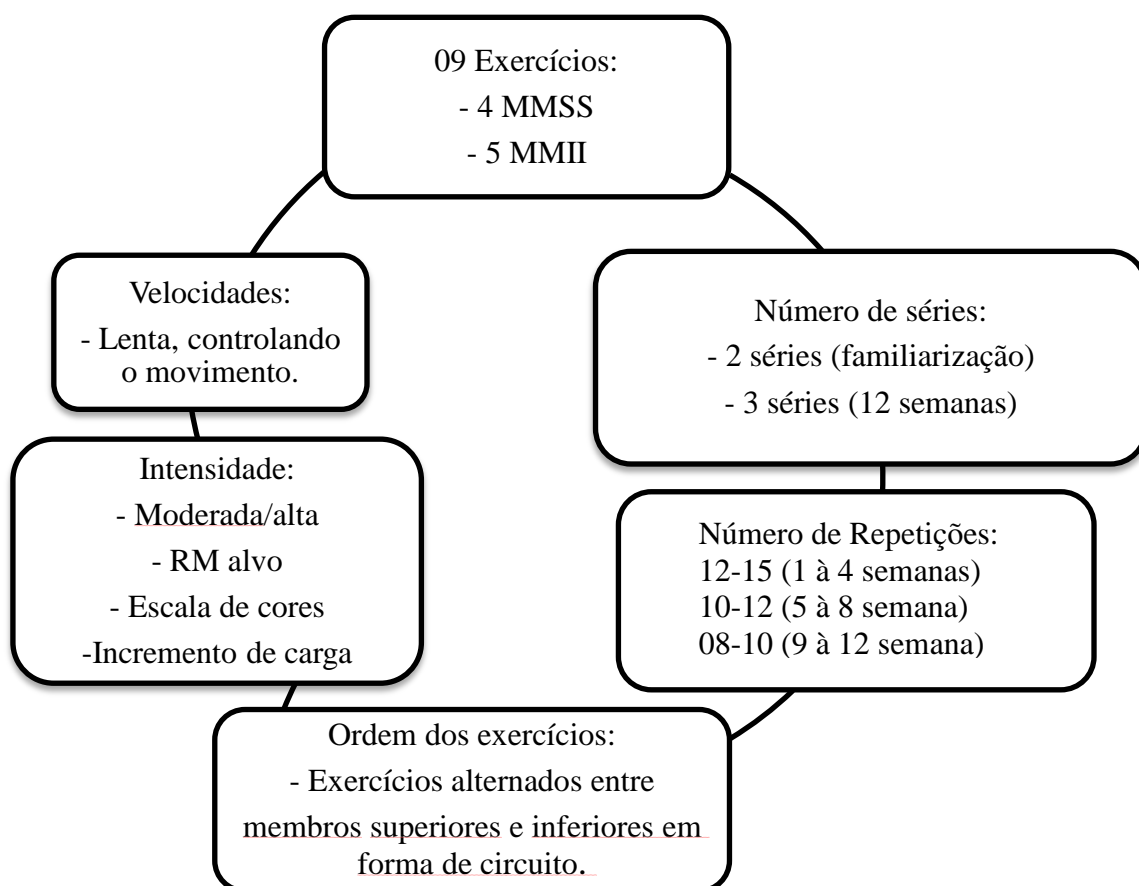 09 Exercícios:
- 4 MMSS
- 5 MMII
Velocidades:
- Lenta, controlando
o movimento.
Número de séries:
- 2 séries (familiarização)
- 3 séries (12 semanas)
Intensidade:
- Moderada/alta
- RM alvo
- Escala de cores
-Incremento de carga
Número de Repetições:
12-15 (1 à 4 semanas)
10-12 (5 à 8 semana)
08-10 (9 à 12 semana)
Ordem dos exercícios:
- Exercícios alternados entre
membros superiores e inferiores em
forma de circuito.